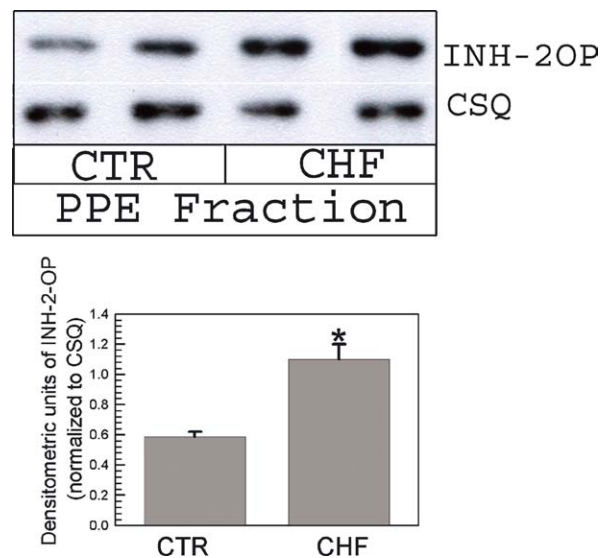 INH-2OP
CSQ
CTR CHF
PPE Fraction
Densitometric units of INH-2-OP
(normalized to CSQ)
1.4
1.2
1.0
0.8
0.6
0.4
0.2
0.0
*
CTR CHF